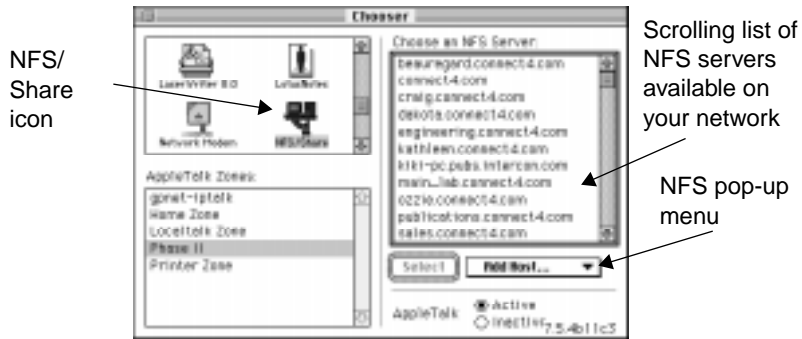 Chooser
NFS/
Share
icon
LaserWriter 8.0
LotusNotes
Network Modem
NFS/Share
AppleTalk Zones:
gpnet-iptalk
Home Zone
Localtalk Zone
Phase II
Printer Zone
Choose an NFS Server:
beauregard.connect4.com
connect4.com
craig.connect4.com
dakota.connect4.com
engineering.connect4.com
kathleen.connect4.com
kiki-pc.pubs.intercon.com
main_lab.connect4.com
ozzie.connect4.com
publications.connect4.com
sales.connect4.com
Select
Add Host...
AppleTalk
Active
Inactive
7.5.4b11c3
Scrolling list of
NFS servers
available on
your network
NFS pop-up
menu